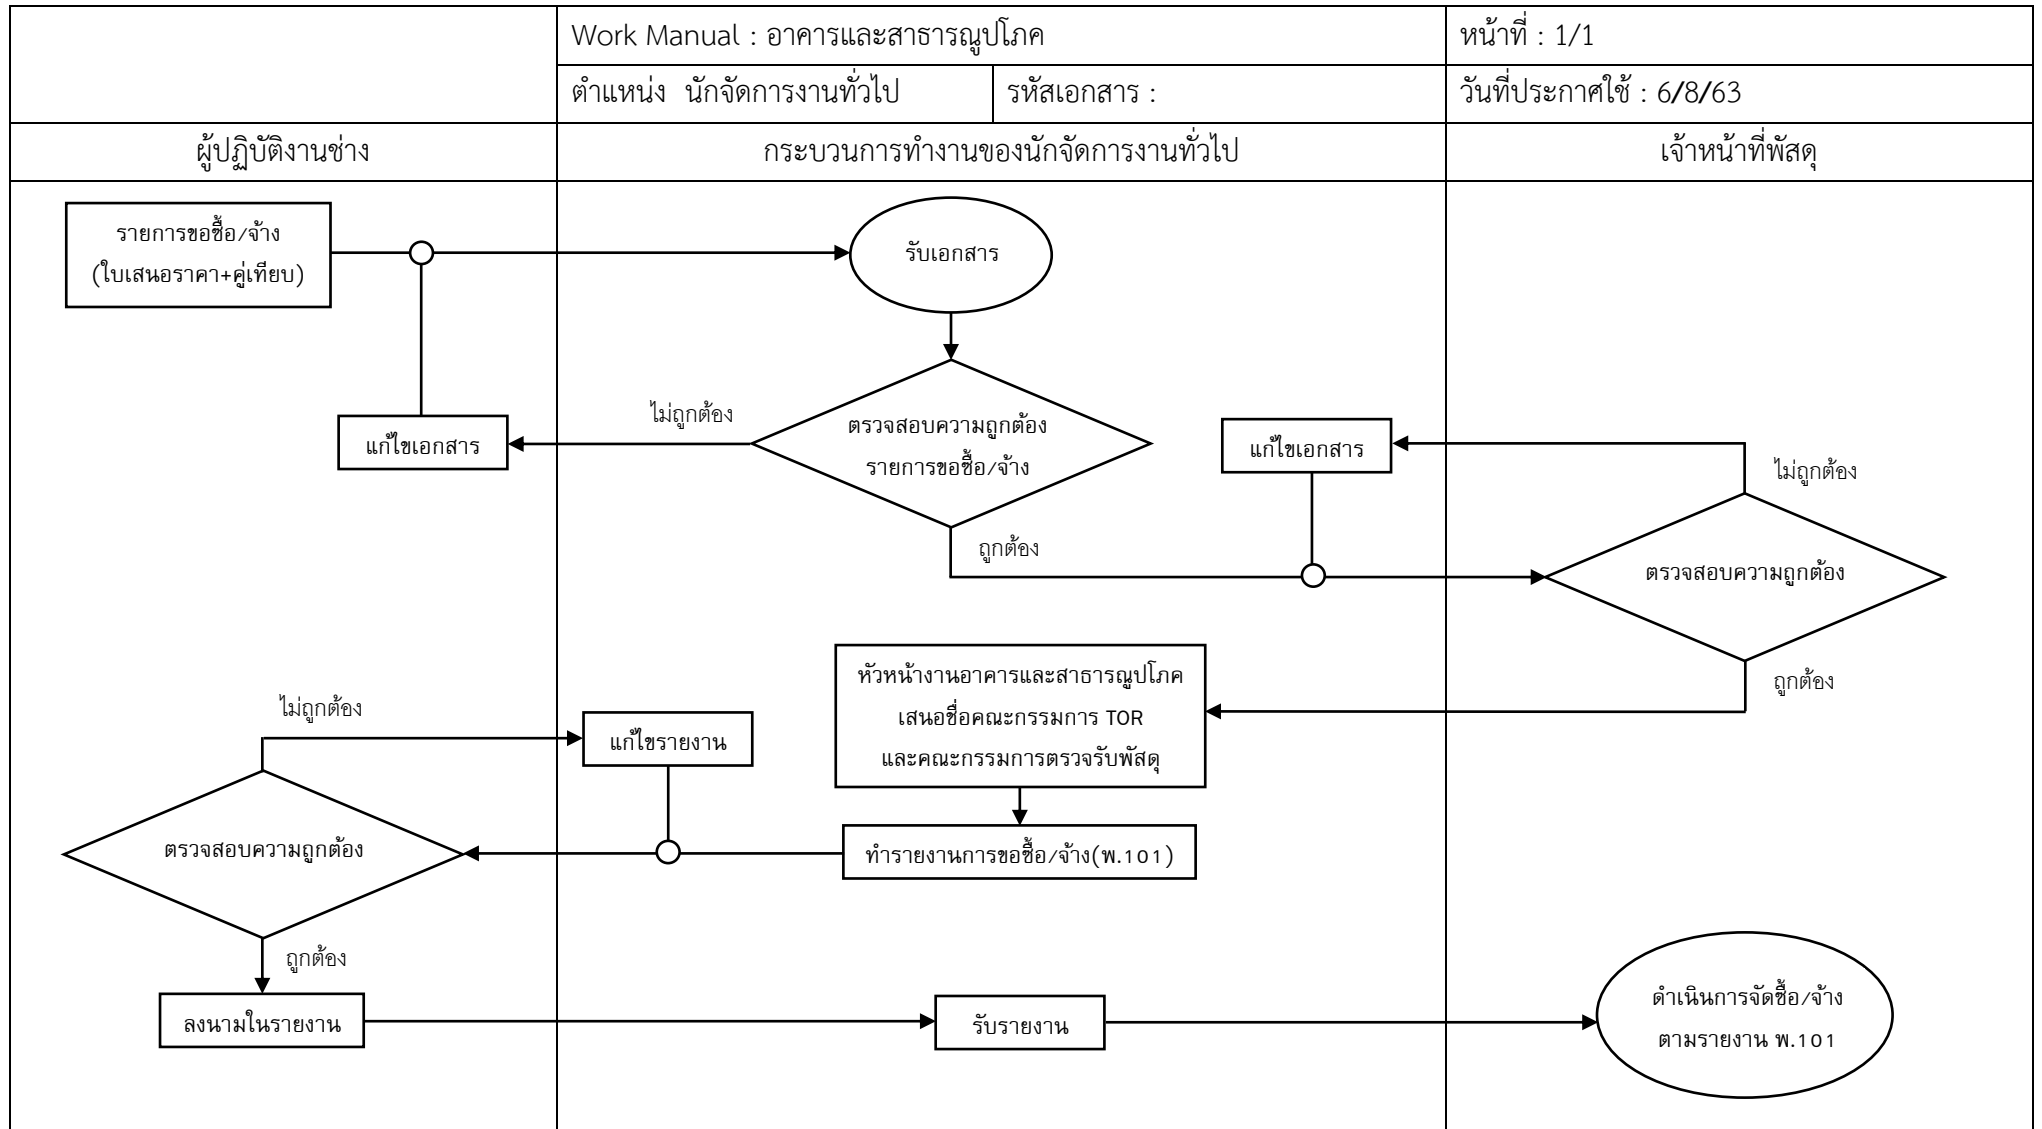 Work Manual : อาคารและสาธารณูปโภค
หน้าที่ : 1/1
ตำแหน่ง นักจัดการงานทั่วไป
รหัสเอกสาร :
วันที่ประกาศใช้ : 6/8/63
ผู้ปฏิบัติงานช่าง
กระบวนการทำงานของนักจัดการงานทั่วไป
เจ้าหน้าที่พัสดุ
รายการขอซื้อ/จ้าง
(ใบเสนอราคา+คู่เทียบ)
รับเอกสาร
ไม่ถูกต้อง
แก้ไขเอกสาร
ตรวจสอบความถูกต้อง
รายการขอซื้อ/จ้าง
แก้ไขเอกสาร
ไม่ถูกต้อง
ถูกต้อง
ตรวจสอบความถูกต้อง
ถูกต้อง
หัวหน้างานอาคารและสาธารณูปโภค
เสนอชื่อคณะกรรมการ TOR
และคณะกรรมการตรวจรับพัสดุ
ไม่ถูกต้อง
แก้ไขรายงาน
ตรวจสอบความถูกต้อง
ทำรายงานการขอซื้อ/จ้าง(พ.101)
ถูกต้อง
ลงนามในรายงาน
รับรายงาน
ดำเนินการจัดซื้อ/จ้าง
ตามรายงาน พ.101